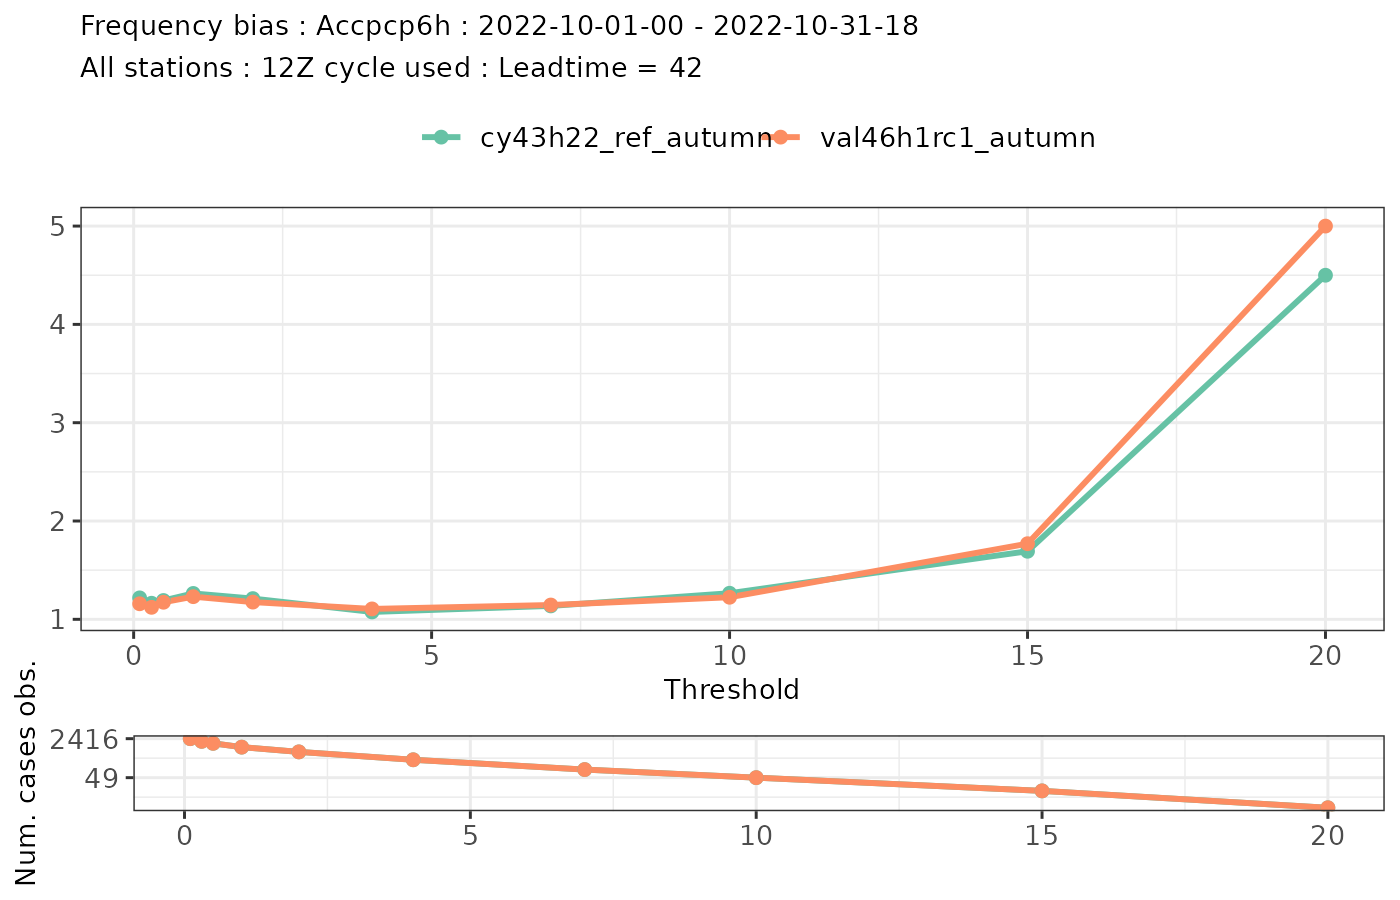 Frequency bias : Accpcp6h : 2022-10-01-00 - 2022-10-31-18
All stations : 12Z cycle used : Leadtime = 42
cy43h22_ref_autumn val46h1rc1_autumn
5
4
3
2
1
0 5 10 15 20
Threshold
Num. cases obs.
2416
49
0 5 10 15 20